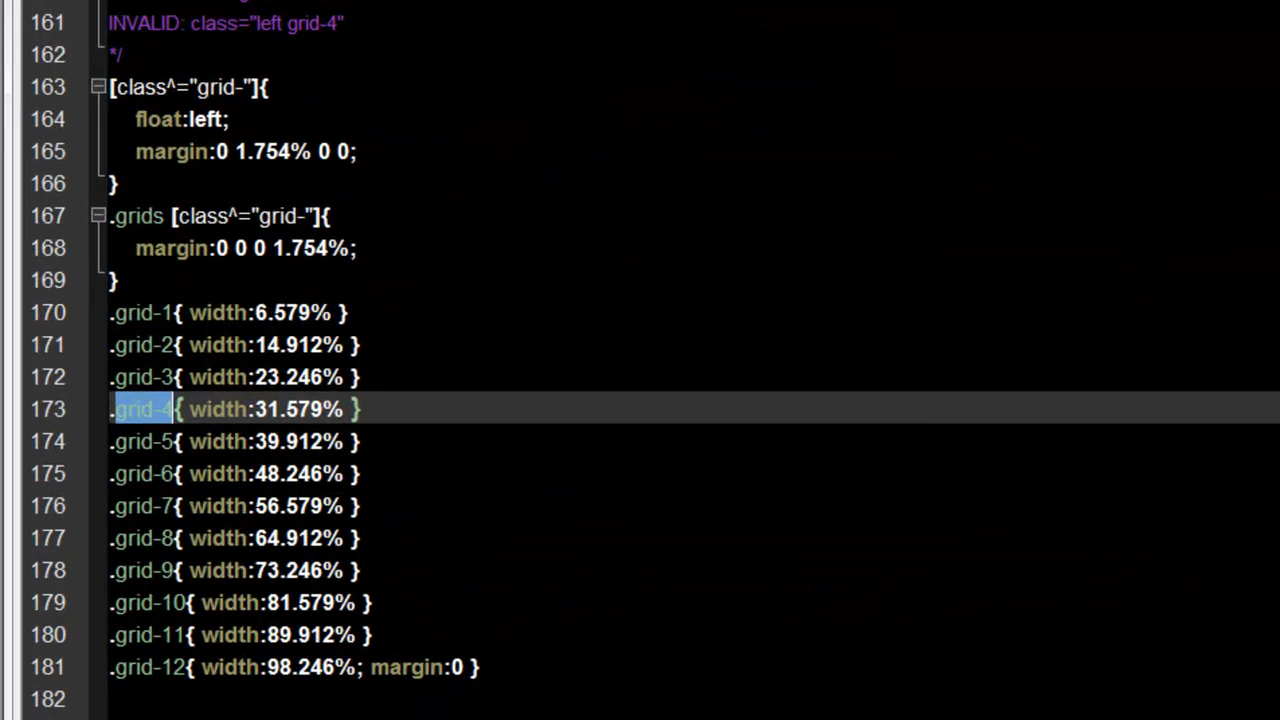 161 INVALID: class="left grid-4"
162 */
163 [class^="grid-"]{
164 float:left;
165 margin:0 1.754% 0 0;
166 }
167 .grids [class^="grid-"]{
168 margin:0 0 0 1.754%;
169 }
170 .grid-1{ width:6.579% }
171 .grid-2{ width:14.912% }
172 .grid-3{ width:23.246% }
173 .grid-4{ width:31.579% }
174 .grid-5{ width:39.912% }
175 .grid-6{ width:48.246% }
176 .grid-7{ width:56.579% }
177 .grid-8{ width:64.912% }
178 .grid-9{ width:73.246% }
179 .grid-10{ width:81.579% }
180 .grid-11{ width:89.912% }
181 .grid-12{ width:98.246%; margin:0 }
182